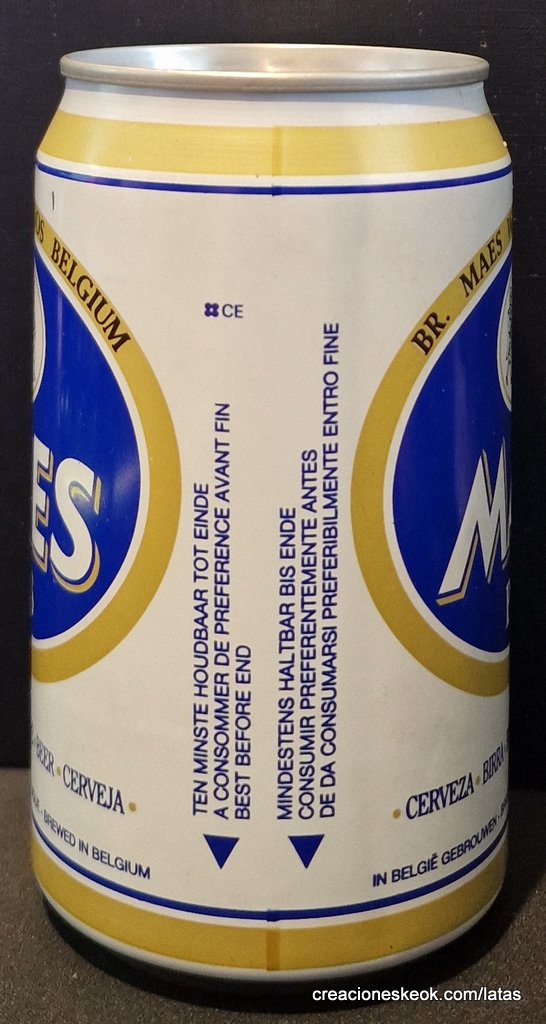 OS BELGIUM
BR. MAES
CE
TEN MINSTE HOUDBAAR TOT EINDE
A CONSOMMER DE PREFERENCE AVANT FIN
BEST BEFORE END
MINDESTENS HALTBAR BIS ENDE
CONSUMIR PREFERENTEMENTE ANTES
DE DA CONSUMARSI PREFERIBILMENTE ENTRO FINE
ES
M
BEER • CERVEJA •
- BREWED IN BELGIUM
• CERVEZA • BIRRA
IN BELGIË GEBROUWEN -
creacioneskeok.com/latas